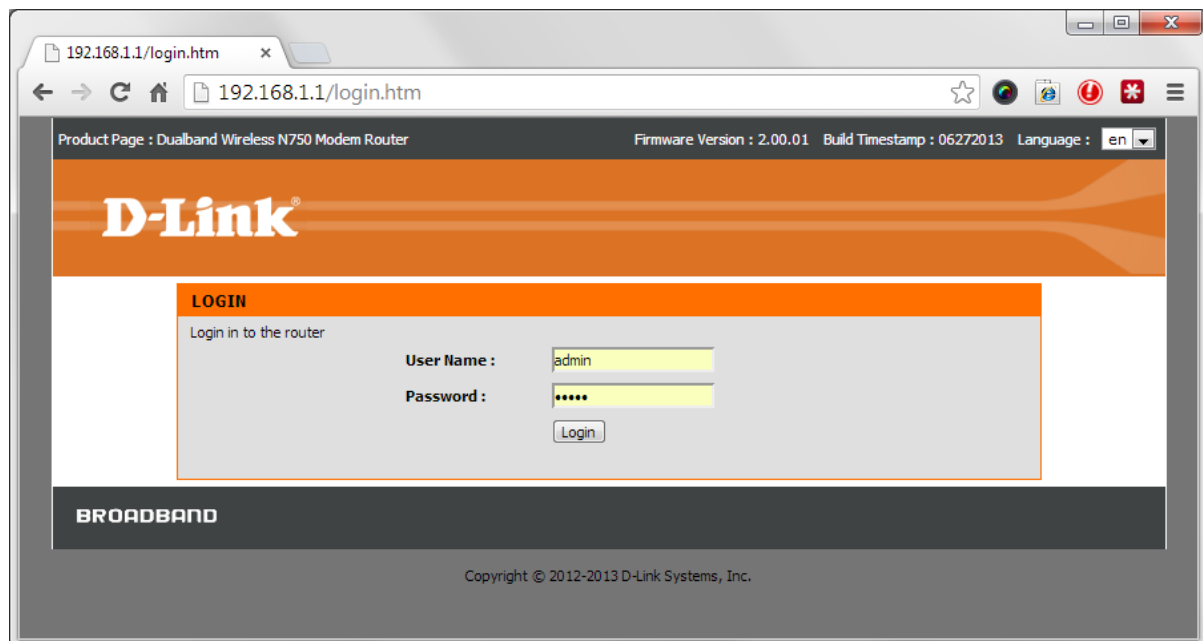 192.168.1.1/login.htm
192.168.1.1/login.htm
Product Page : Dualband Wireless N750 Modem Router Firmware Version : 2.00.01 Build Timestamp : 06272013 Language : en
D-Link®
LOGIN
Login in to the router
User Name : admin
Password : •••••
Login
BROADBAND
Copyright © 2012-2013 D-Link Systems, Inc.